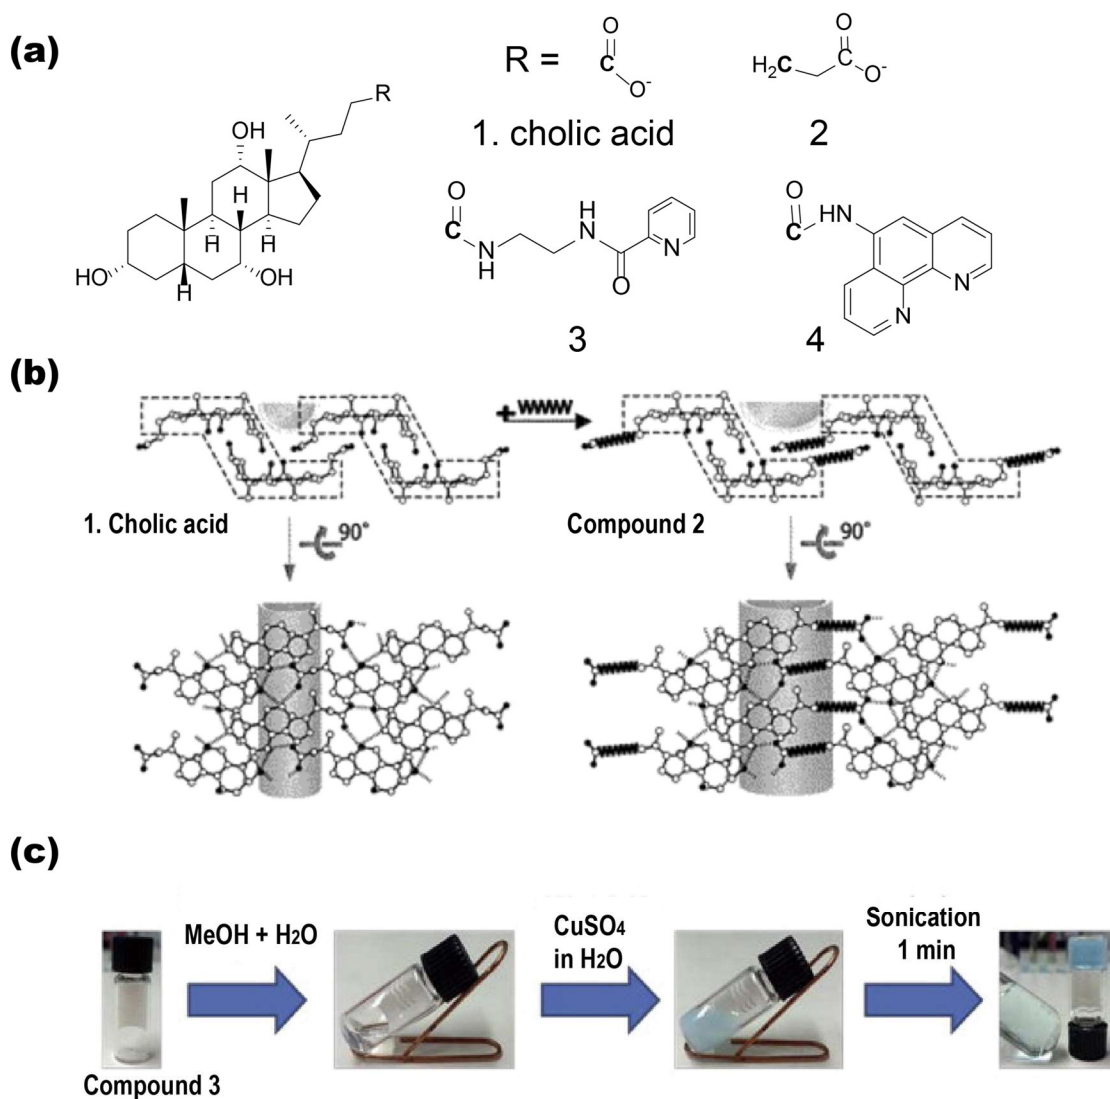 (a)
R =
O
C
O-
H2C
O
C
O-
1. cholic acid
2
R
OH
H
H
H
H
HO
OH
H
O
C
N
H
H
N
O
N
3
O
C
HN
N
N
4
(b)
+
1. Cholic acid
Compound 2
90°
90°
(c)
MeOH + H2O
CuSO4
in H2O
Sonication
1 min
Compound 3